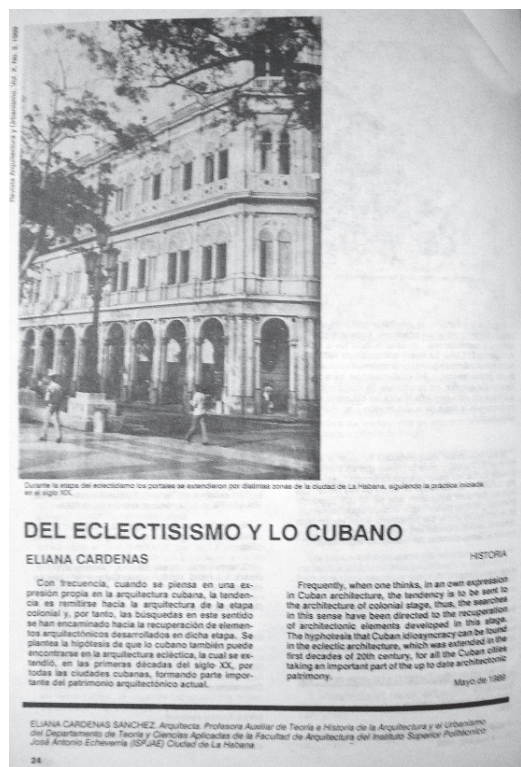 Revista Arquitectura y Urbanismo, Vol. X, No. 3, 1989
Durante la etapa del eclecticismo los portales se extendieron por distintas zonas de la ciudad de La Habana, siguiendo la práctica iniciada
en el siglo XIX.
DEL ECLECTISISMO Y LO CUBANO
ELIANA CARDENAS
HISTORIA
Con frecuencia, cuando se piensa en una ex-
presión propia en la arquitectura cubana, la tenden-
cia es remitirse hacia la arquitectura de la etapa
colonial y, por tanto, las búsquedas en este sentido
se han encaminado hacia la recuperación de elemen-
tos arquitectónicos desarrollados en dicha etapa. Se
plantea la hipótesis de que lo cubano también puede
encontrarse en la arquitectura ecléctica, la cual se ex-
tendió, en las primeras décadas del siglo XX, por
todas las ciudades cubanas, formando parte impor-
tante del patrimonio arquitectónico actual.
Frequently, when one thinks, in an own expression
in Cuban architecture, the tendency is to be sent to
the architecture of colonial stage, thus, the searches
in this sense have been directed to the recuperation
of architectonic elements developed in this stage.
The hyphotesis that Cuban idiosyncracy can be found
in the eclectic architecture, which was extended in the
first decades of 20th century, for all the Cuban cities
taking an important part of the up to date architectonic
patrimony.
Mayo de 1988
ELIANA CARDENAS SANCHEZ. Arquitecta. Profesora Auxiliar de Teoría e Historia de la Arquitectura y el Urbanismo
del Departamento de Teoría y Ciencias Aplicadas de la Facultad de Arquitectura del Instituto Superior Politécnico
José Antonio Echeverría (ISPJAE) Ciudad de La Habana
24